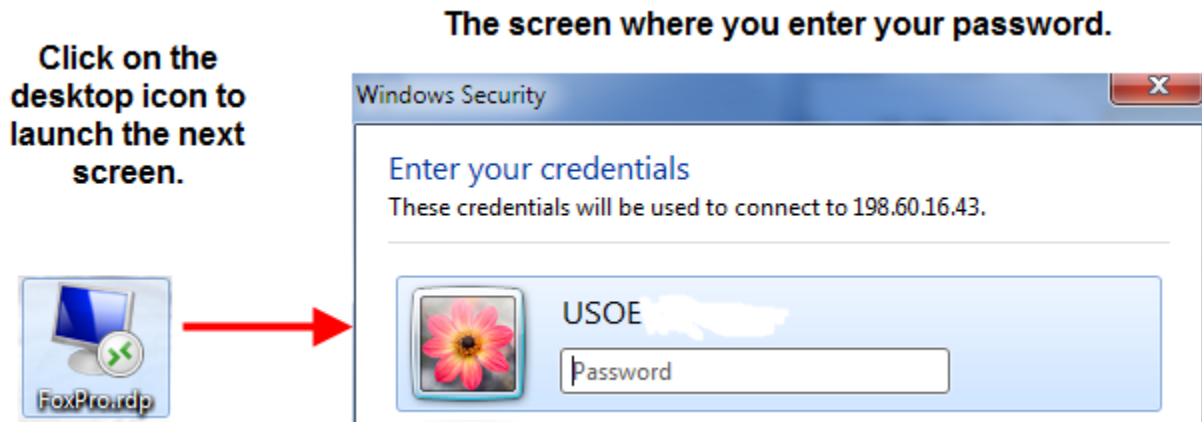 The screen where you enter your password.
Click on the
desktop icon to
launch the next
screen.
Windows Security
Enter your credentials
These credentials will be used to connect to 198.60.16.43.
USOE
Password
FoxPro.rdp